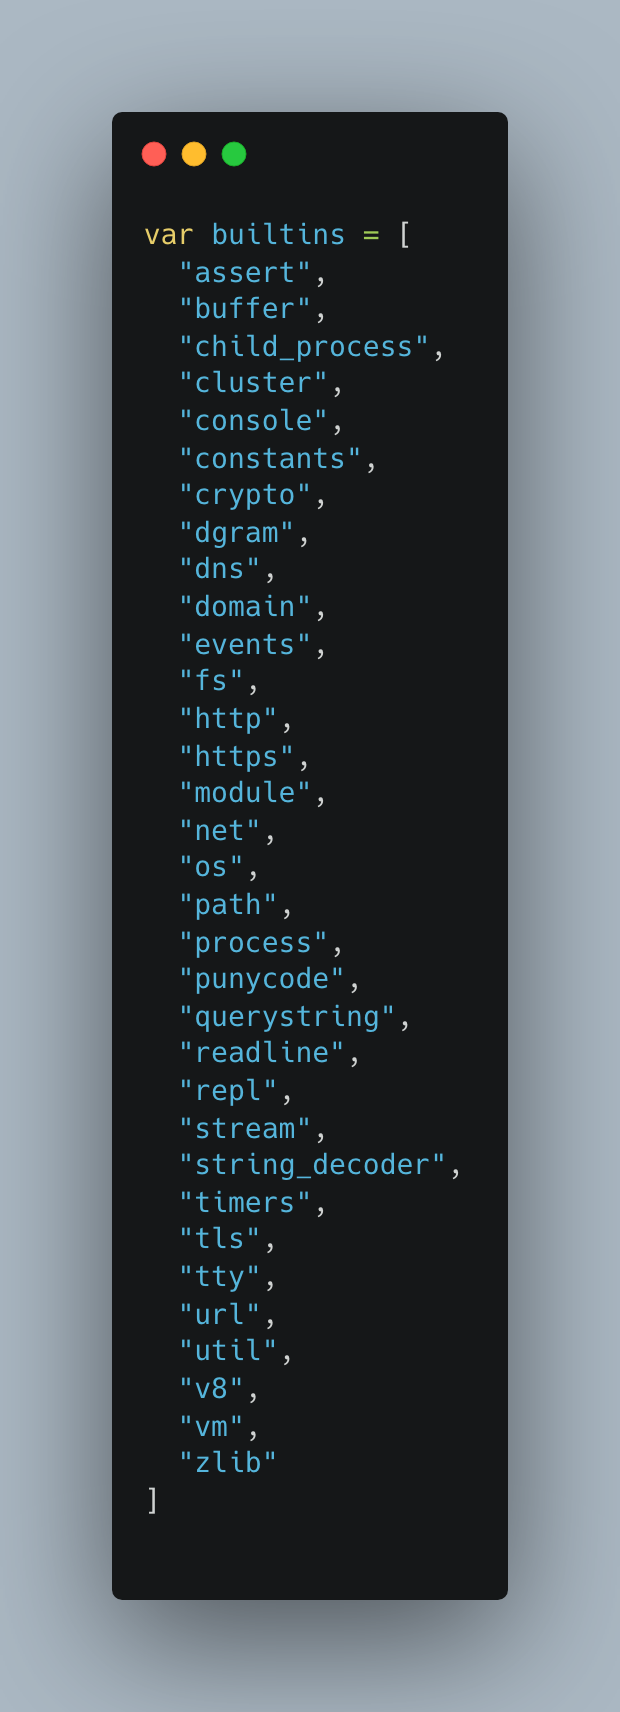 var builtins = [
  "assert",
  "buffer",
  "child_process",
  "cluster",
  "console",
  "constants",
  "crypto",
  "dgram",
  "dns",
  "domain",
  "events",
  "fs",
  "http",
  "https",
  "module",
  "net",
  "os",
  "path",
  "process",
  "punycode",
  "querystring",
  "readline",
  "repl",
  "stream",
  "string_decoder",
  "timers",
  "tls",
  "tty",
  "url",
  "util",
  "v8",
  "vm",
  "zlib"
]